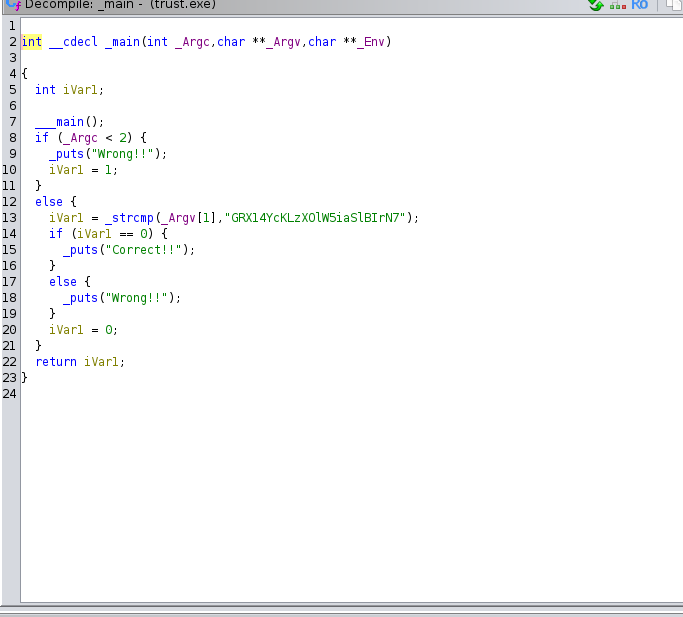 Decompile: _main - (trust.exe)
Ro
1
2 int __cdecl _main(int _Argc,char **_Argv,char **_Env)
3
4 {
5 int iVar1;
6
7 ___main();
8 if (_Argc < 2) {
9 _puts("Wrong!!");
10 iVar1 = 1;
11 }
12 else {
13 iVar1 = _strcmp(_Argv[1],"GRX14YcKLzXOlW5iaSlBIrN7");
14 if (iVar1 == 0) {
15 _puts("Correct!!");
16 }
17 else {
18 _puts("Wrong!!");
19 }
20 iVar1 = 0;
21 }
22 return iVar1;
23 }
24